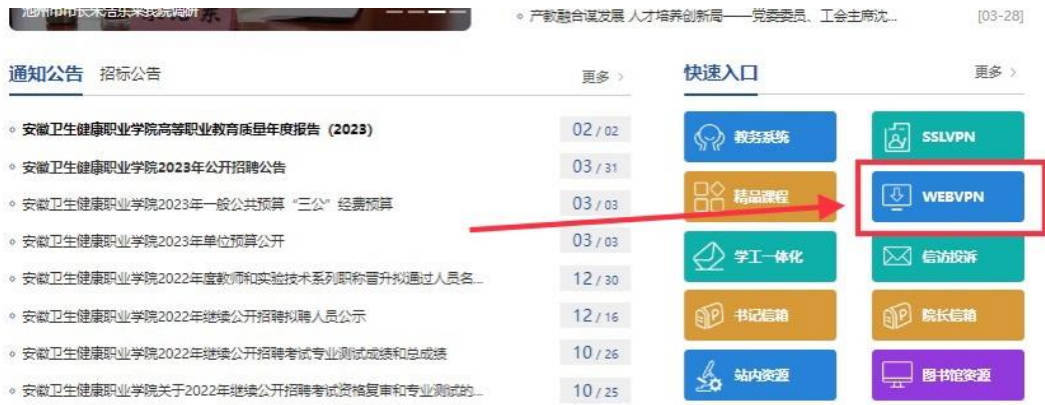 池州市市长朱浩东来我院调研
产教融合谋发展 人才培养创新局——党委委员、工会主席沈... [03-28]
通知公告 招标公告 更多 >
安徽卫生健康职业学院高等职业教育质量年度报告（2023） 02 / 02
安徽卫生健康职业学院2023年公开招聘公告 03 / 31
安徽卫生健康职业学院2023年一般公共预算“三公”经费预算 03 / 03
安徽卫生健康职业学院2023年单位预算公开 03 / 03
安徽卫生健康职业学院2022年度教师和实验技术系列职称晋升拟通过人员名... 12 / 30
安徽卫生健康职业学院2022年继续公开招聘拟聘人员公示 12 / 16
安徽卫生健康职业学院2022年继续公开招聘考试专业测试成绩和总成绩 10 / 26
安徽卫生健康职业学院关于2022年继续公开招聘考试资格复审和专业测试的... 10 / 25
快速入口 更多 >
教务系统 SSLVPN
精品课程 WEBVPN
学工一体化 信访投诉
书记信箱 院长信箱
站内资源 图书馆资源